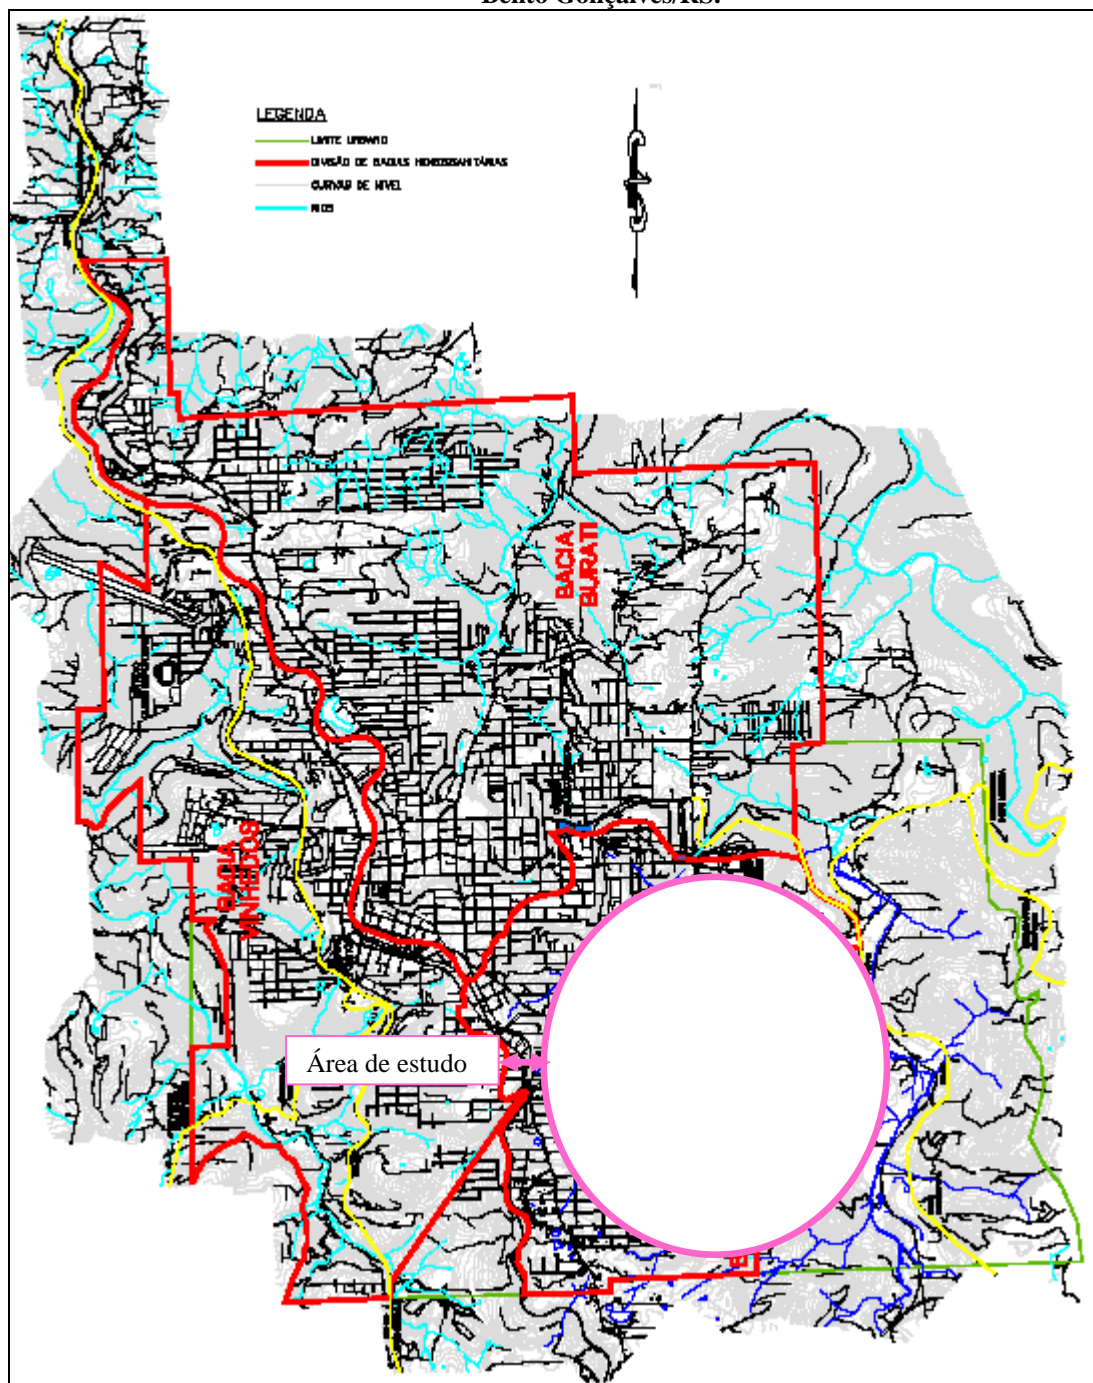 Bento Gonçalves/RS.
LEGENDA
LIMITE URBANO
DIVISÃO DE BACIAS HIDROSSANITÁRIAS
CURVAS DE NIVEL
RIOS
BACIA
BURATI
BACIA
VINHEDOS
Área de estudo